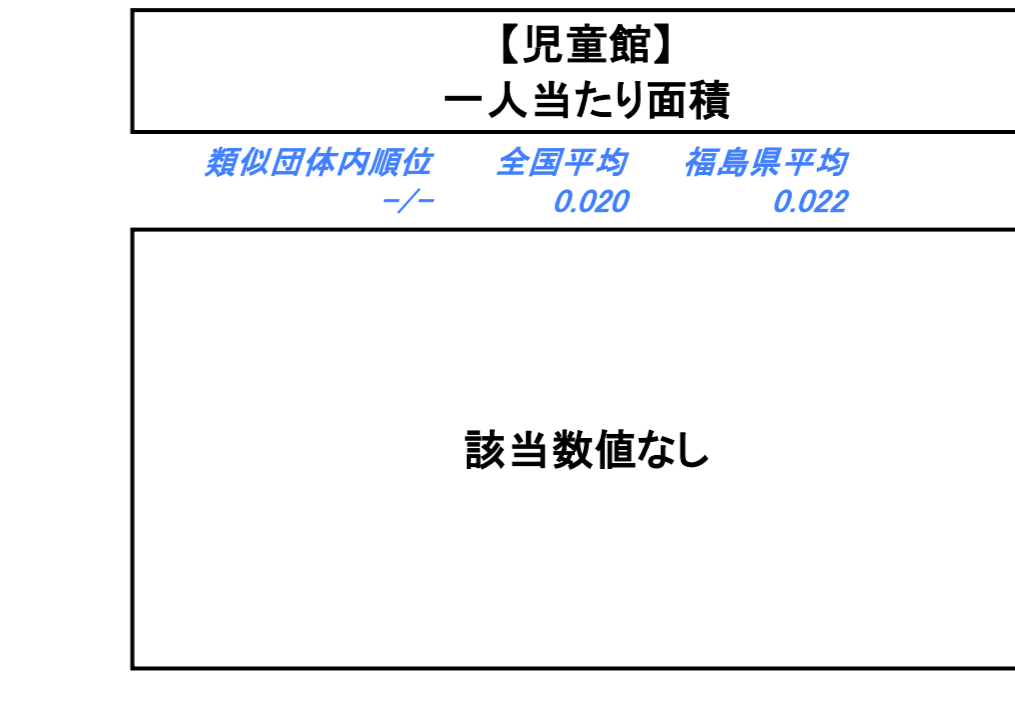 【児童館】
一人当たり面積
類似団体内順位 全国平均 福島県平均
-/- 0.020 0.022
該当数値なし